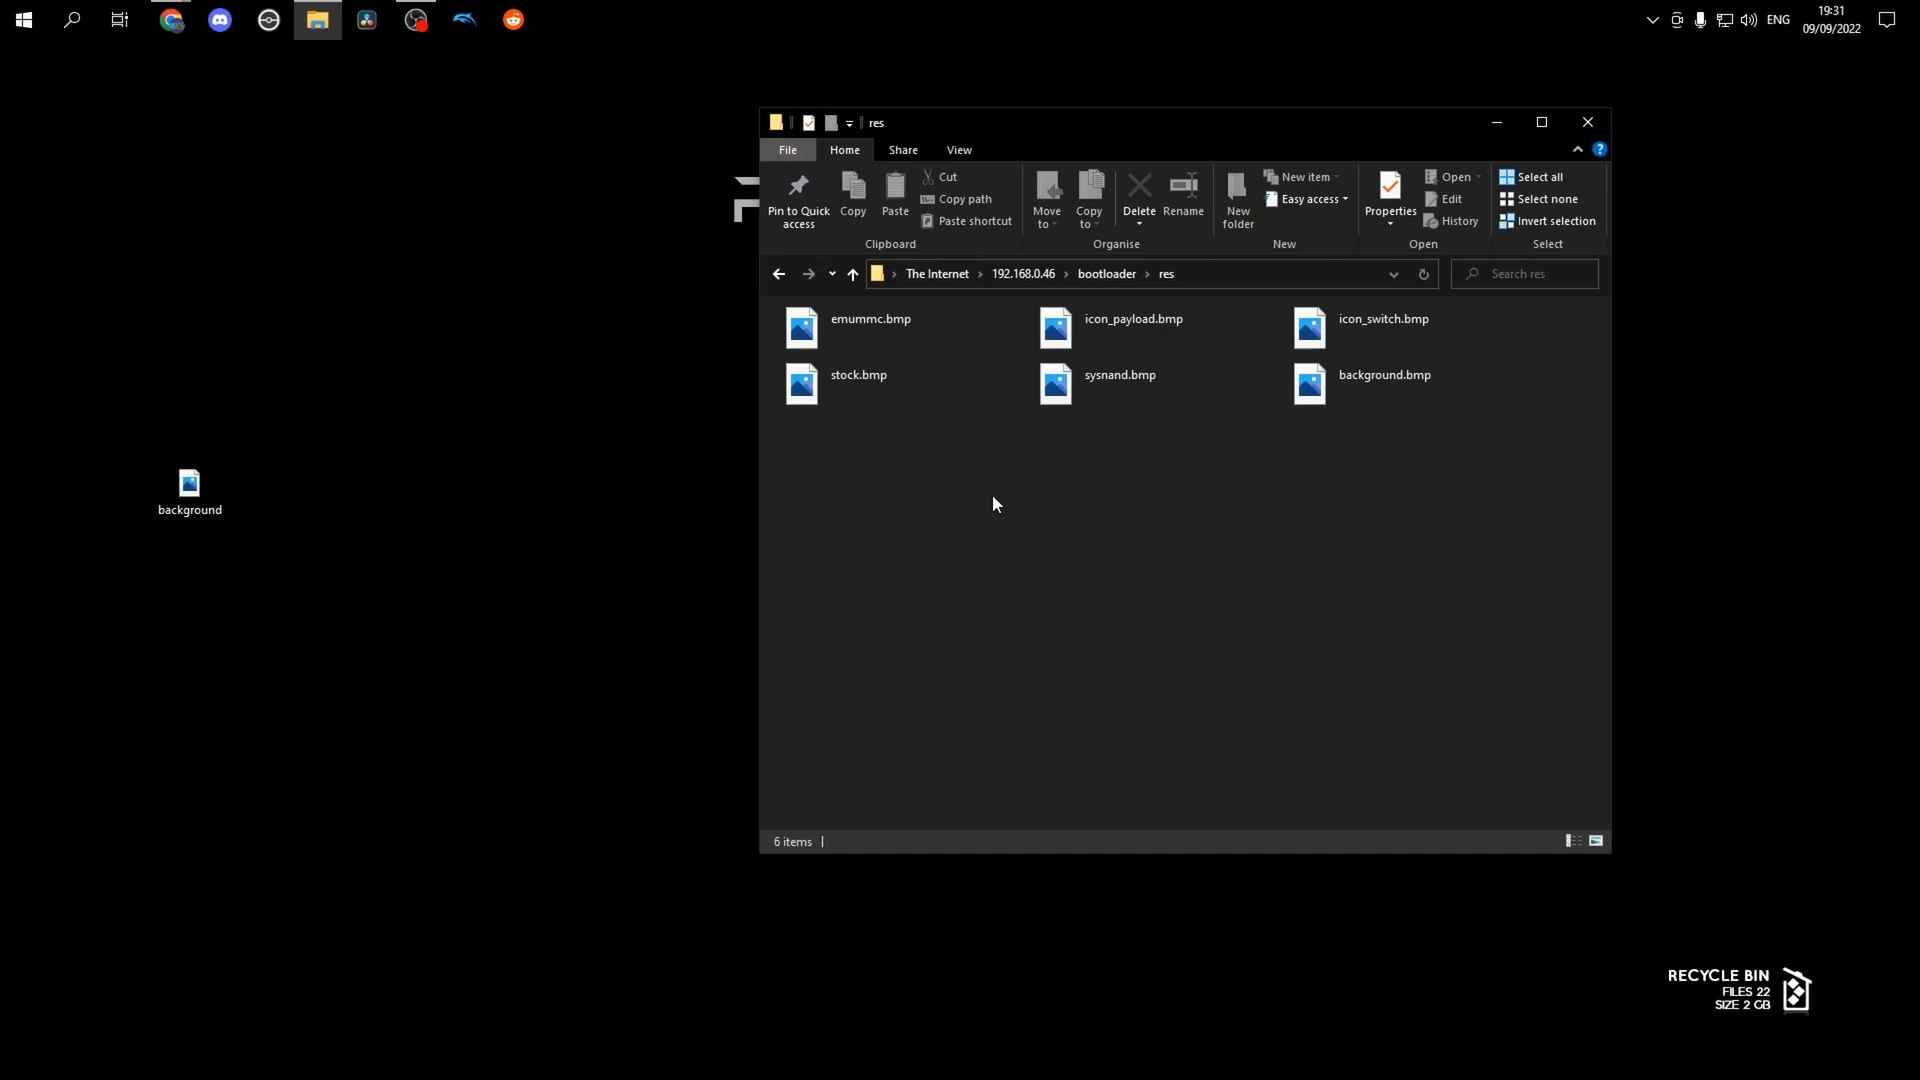 ENG
19:31
09/09/2022
res
File
Home
Share
View
Pin to Quick
access
Copy
Paste
Cut
Copy path
Paste shortcut
Clipboard
Move
to
Copy
to
Delete
Rename
Organise
New
folder
New item
Easy access
New
Properties
Open
Edit
History
Open
Select all
Select none
Invert selection
Select
The Internet > 192.168.0.46 > bootloader > res
Search res
emummc.bmp
icon_payload.bmp
icon_switch.bmp
stock.bmp
sysnand.bmp
background.bmp
background
6 items
RECYCLE BIN
FILES 22
SIZE 2 GB